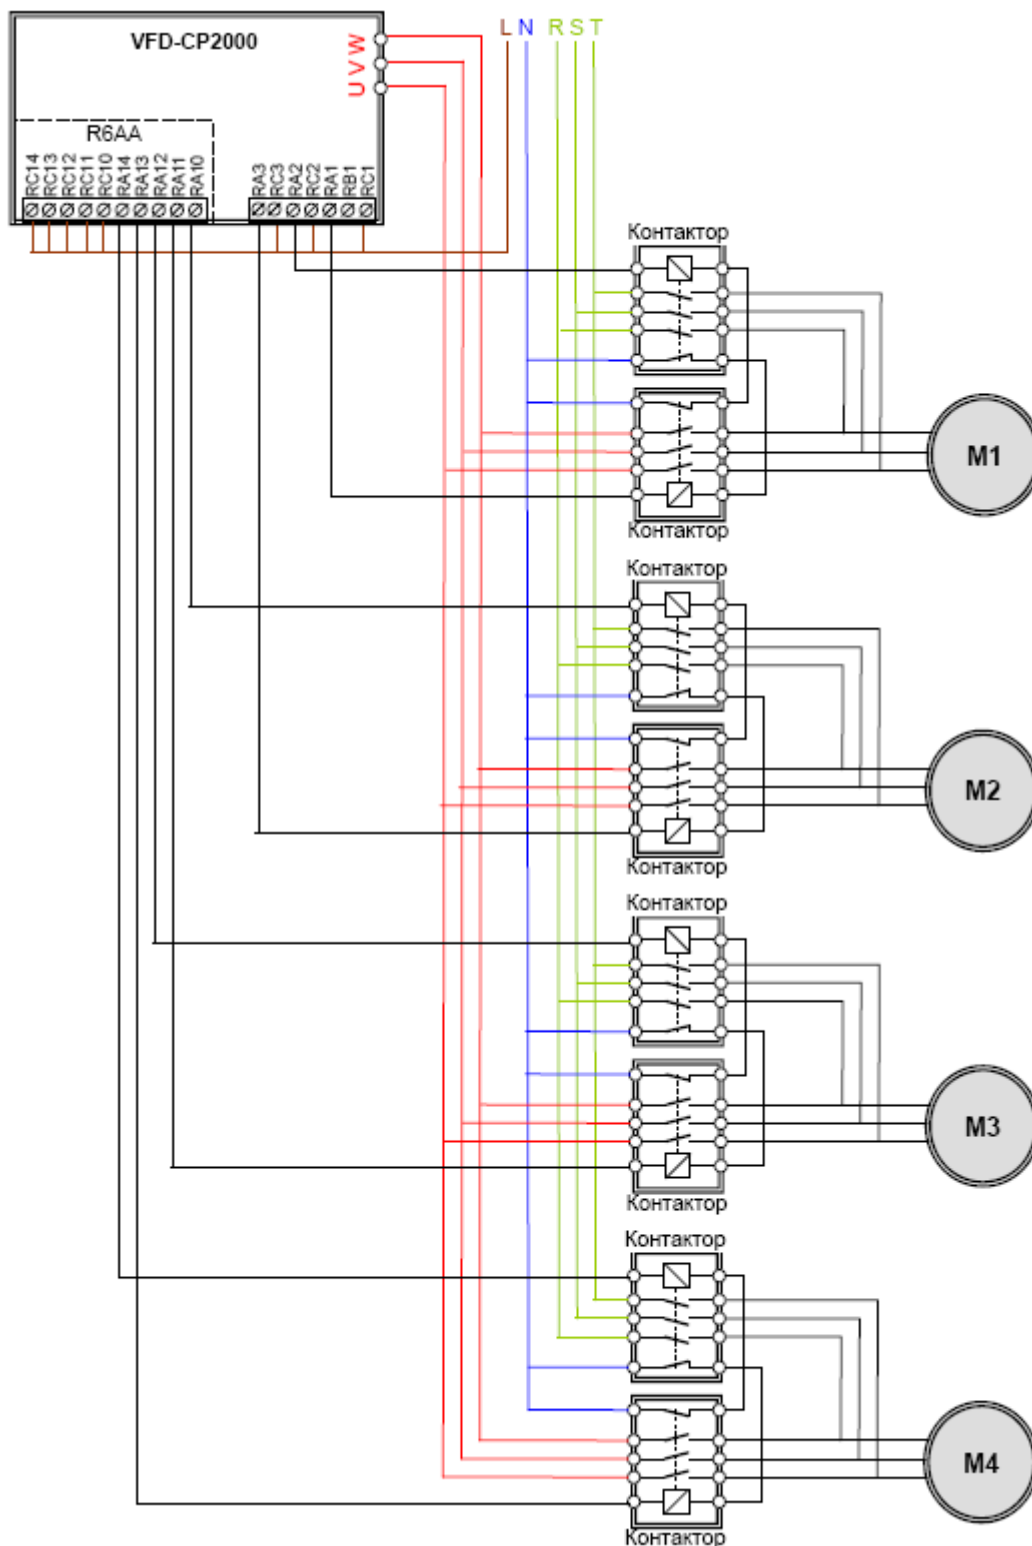 VFD-CP2000
L N R S T
W
V
U
R6AA
RC14
RC13
RC12
RC11
RC10
RA14
RA13
RA12
RA11
RA10
RA3
RC3
RA2
RC2
RA1
RB1
RC1
Контактор
M1
Контактор
Контактор
M2
Контактор
Контактор
M3
Контактор
Контактор
M4
Контактор